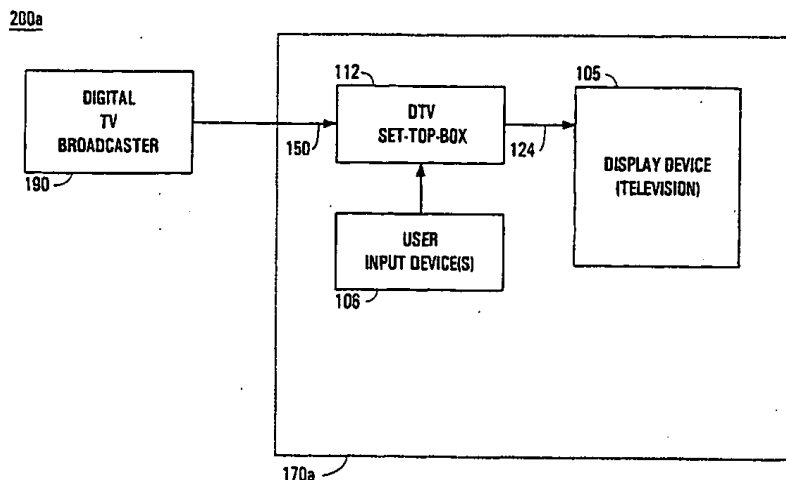 200a
DIGITAL
TV
BROADCASTER
190
150
112
DTV
SET-TOP-BOX
124
105
DISPLAY DEVICE
(TELEVISION)
USER
INPUT DEVICE(S)
106
170a